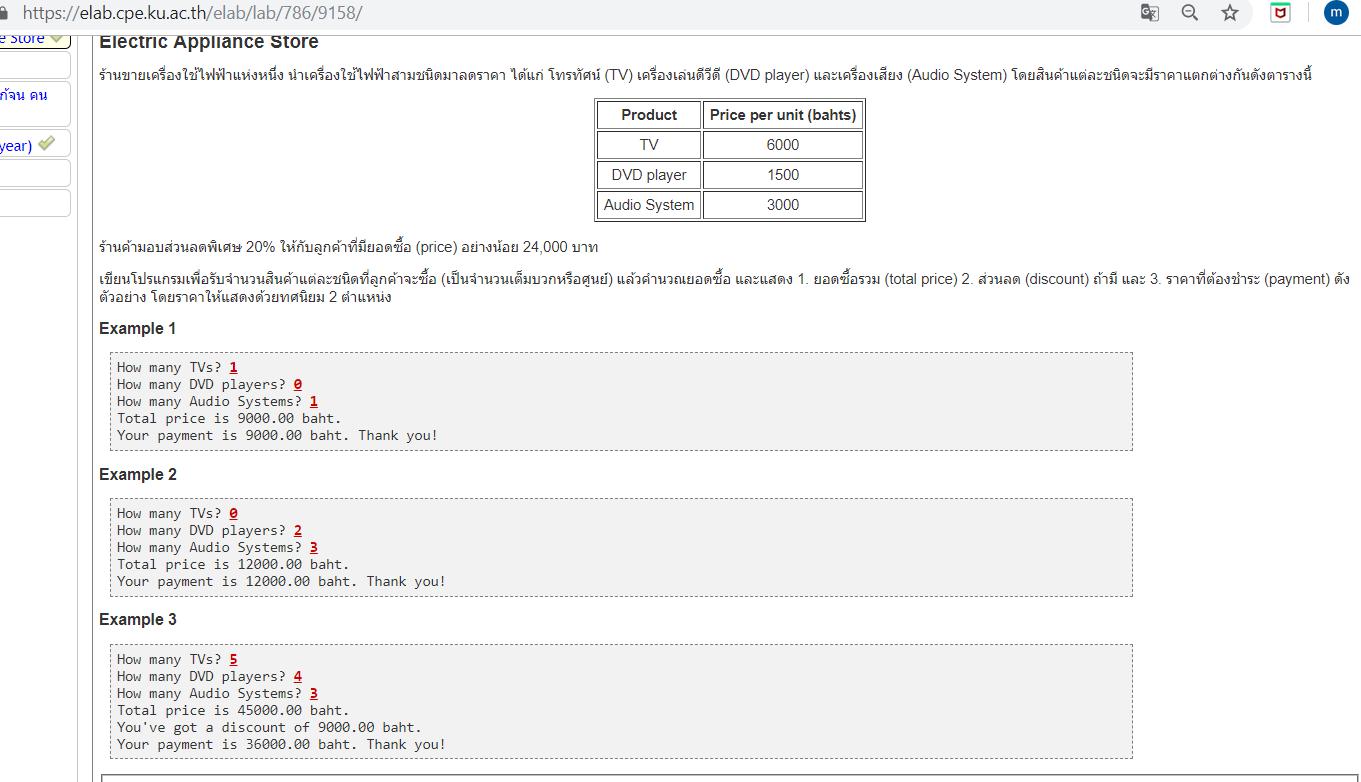 https://elab.cpe.ku.ac.th/elab/lab/786/9158/
m
e Store
ก้จน คน
year)
Electric Appliance Store
ร้านขายเครื่องใช้ไฟฟ้าแห่งหนึ่ง นำเครื่องใช้ไฟฟ้าสามชนิดมาลดราคา ได้แก่ โทรทัศน์ (TV) เครื่องเล่นดีวีดี (DVD player) และเครื่องเสียง (Audio System) โดยสินค้าแต่ละชนิดจะมีราคาแตกต่างกันดังตารางนี้
Product Price per unit (bahts)
TV 6000
DVD player 1500
Audio System 3000
ร้านค้ามอบส่วนลดพิเศษ 20% ให้กับลูกค้าที่มียอดซื้อ (price) อย่างน้อย 24,000 บาท
เขียนโปรแกรมเพื่อรับจำนวนสินค้าแต่ละชนิดที่ลูกค้าจะซื้อ (เป็นจำนวนเต็มบวกหรือศูนย์) แล้วคำนวณยอดซื้อ และแสดง 1. ยอดซื้อรวม (total price) 2. ส่วนลด (discount) ถ้ามี และ 3. ราคาที่ต้องชำระ (payment) ดัง
ตัวอย่าง โดยราคาให้แสดงด้วยทศนิยม 2 ตำแหน่ง
Example 1
How many TVs? 1
How many DVD players? 0
How many Audio Systems? 1
Total price is 9000.00 baht.
Your payment is 9000.00 baht. Thank you!
Example 2
How many TVs? 0
How many DVD players? 2
How many Audio Systems? 3
Total price is 12000.00 baht.
Your payment is 12000.00 baht. Thank you!
Example 3
How many TVs? 5
How many DVD players? 4
How many Audio Systems? 3
Total price is 45000.00 baht.
You've got a discount of 9000.00 baht.
Your payment is 36000.00 baht. Thank you!